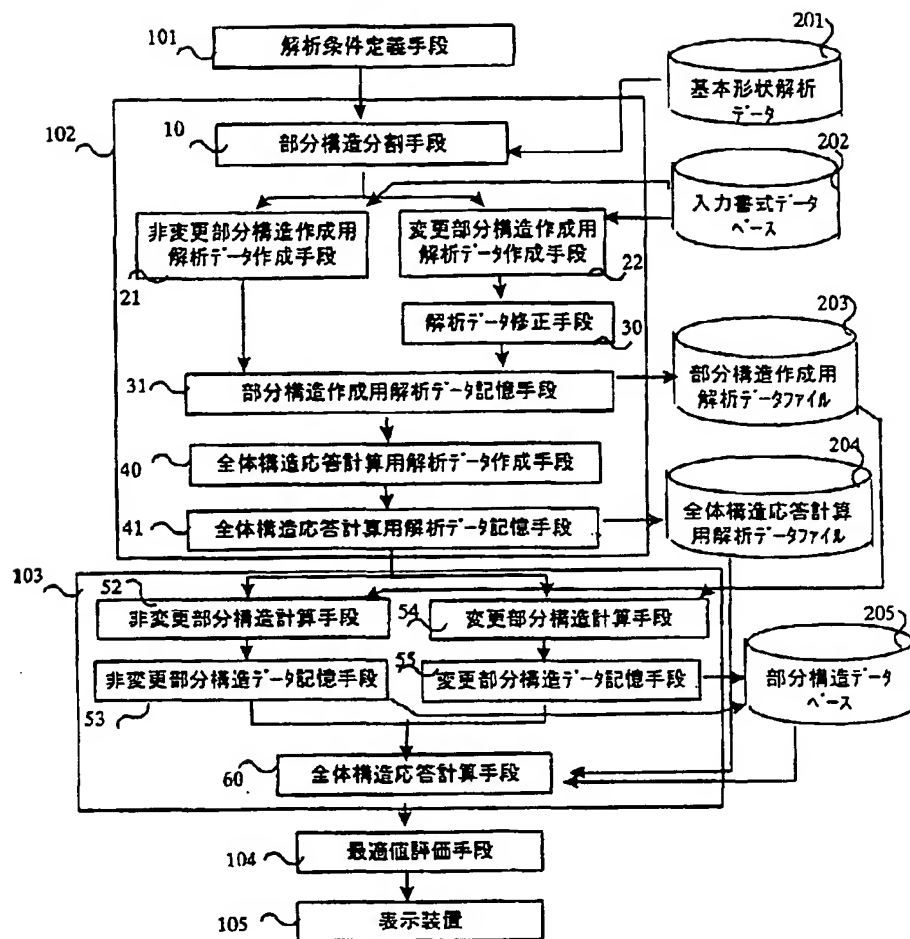 101
解析条件定義手段
201
基本形状解析
データ
102
10
部分構造分割手段
202
入力書式データ
ベース
非変更部分構造作成用
解析データ作成手段
21
変更部分構造作成用
解析データ作成手段
22
解析データ修正手段
30
203
部分構造作成用
解析データファイル
31
部分構造作成用解析データ記憶手段
40
全体構造応答計算用解析データ作成手段
204
全体構造応答計算
用解析データファイル
41
全体構造応答計算用解析データ記憶手段
103
52
非変更部分構造計算手段
54
変更部分構造計算手段
205
部分構造データ
ベース
非変更部分構造データ記憶手段
53
55
変更部分構造データ記憶手段
60
全体構造応答計算手段
104
最適値評価手段
105
表示装置